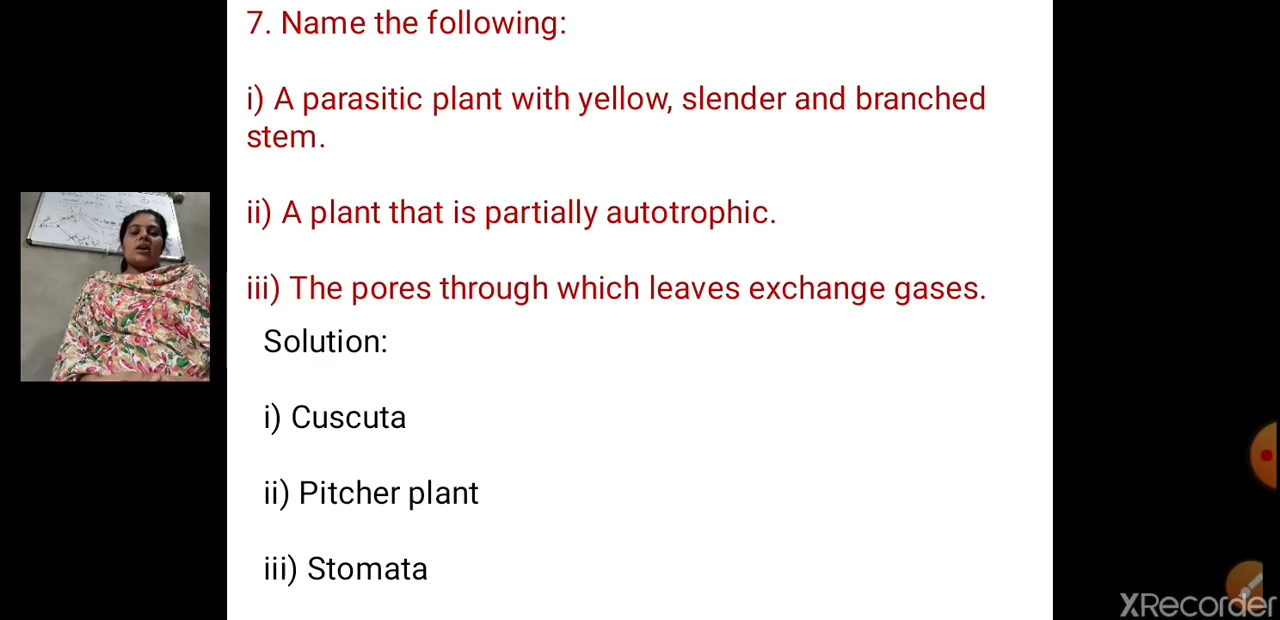 7. Name the following:
i) A parasitic plant with yellow, slender and branched
stem.
ii) A plant that is partially autotrophic.
iii) The pores through which leaves exchange gases.
Solution:
i) Cuscuta
ii) Pitcher plant
iii) Stomata
XRecorder